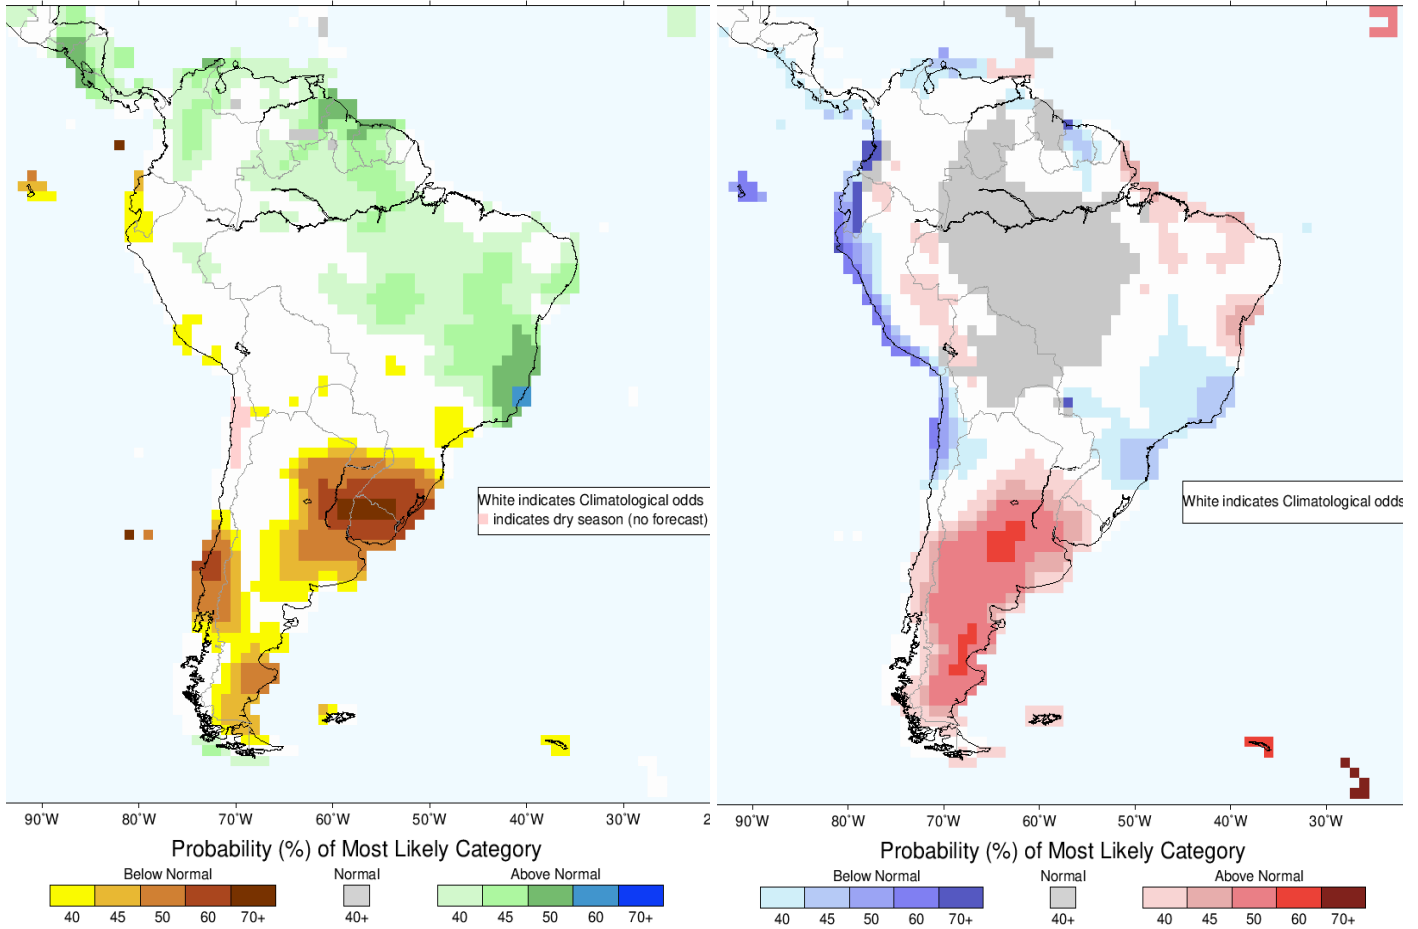 White indicates Climatological odds
indicates dry season (no forecast)
90°W 80°W 70°W 60°W 50°W 40°W 30°W 2
Probability (%) of Most Likely Category
Below Normal Normal Above Normal
40 45 50 60 70+ 40+ 40 45 50 60 70+
White indicates Climatological odds
90°W 80°W 70°W 60°W 50°W 40°W 30°W
Probability (%) of Most Likely Category
Below Normal Normal Above Normal
40 45 50 60 70+ 40+ 40 45 50 60 70+